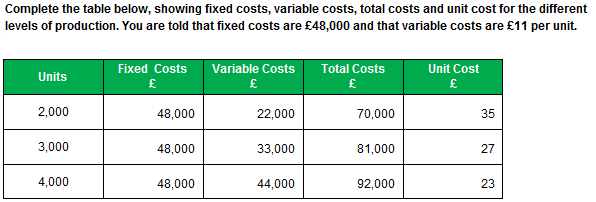 Complete the table below, showing fixed costs, variable costs, total costs and unit cost for the different
levels of production. You are told that fixed costs are £48,000 and that variable costs are £11 per unit.
Units Fixed Costs £ Variable Costs £ Total Costs £ Unit Cost £
2,000 48,000 22,000 70,000 35
3,000 48,000 33,000 81,000 27
4,000 48,000 44,000 92,000 23